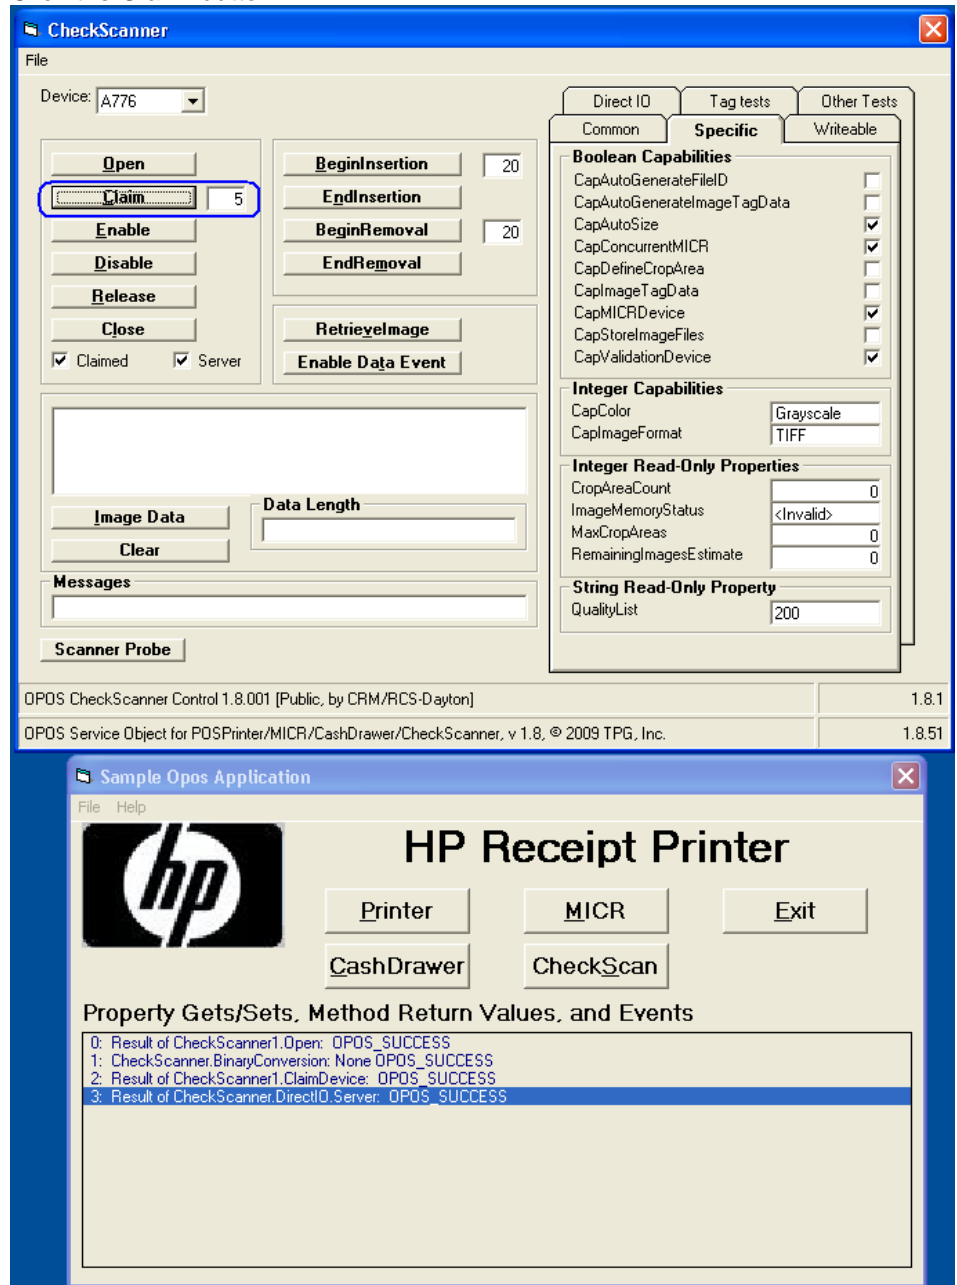 CheckScanner
File
Device: A776
Direct IO Tag tests Other Tests
Common Specific Writeable
Open
Claim 5
Enable
Disable
Release
Close
Claimed Server
BeginInsertion 20
EndInsertion
BeginRemoval 20
EndRemoval
RetrieveImage
Enable Data Event
Boolean Capabilities
CapAutoGenerateFileID
CapAutoGenerateImageTagData
CapAutoSize
CapConcurrentMICR
CapDefineCropArea
CapImageTagData
CapMICRDevice
CapStoreImageFiles
CapValidationDevice
Integer Capabilities
CapColor Grayscale
CapImageFormat TIFF
Integer Read-Only Properties
CropAreaCount 0
ImageMemoryStatus <Invalid>
MaxCropAreas 0
RemainingImagesEstimate 0
String Read-Only Property
QualityList 200
Image Data
Clear
Data Length
Messages
Scanner Probe
OPOS CheckScanner Control 1.8.001 [Public, by CRM/RCS-Dayton] 1.8.1
OPOS Service Object for POSPrinter/MICR/CashDrawer/CheckScanner, v 1.8, © 2009 TPG, Inc. 1.8.51
Sample Opos Application
File Help
hp
HP Receipt Printer
Printer MICR Exit
CashDrawer CheckScan
Property Gets/Sets, Method Return Values, and Events
0: Result of CheckScanner1.Open: OPOS_SUCCESS
1: CheckScanner.BinaryConversion: None OPOS_SUCCESS
2: Result of CheckScanner1.ClaimDevice: OPOS_SUCCESS
3: Result of CheckScanner.DirectIO.Server: OPOS_SUCCESS